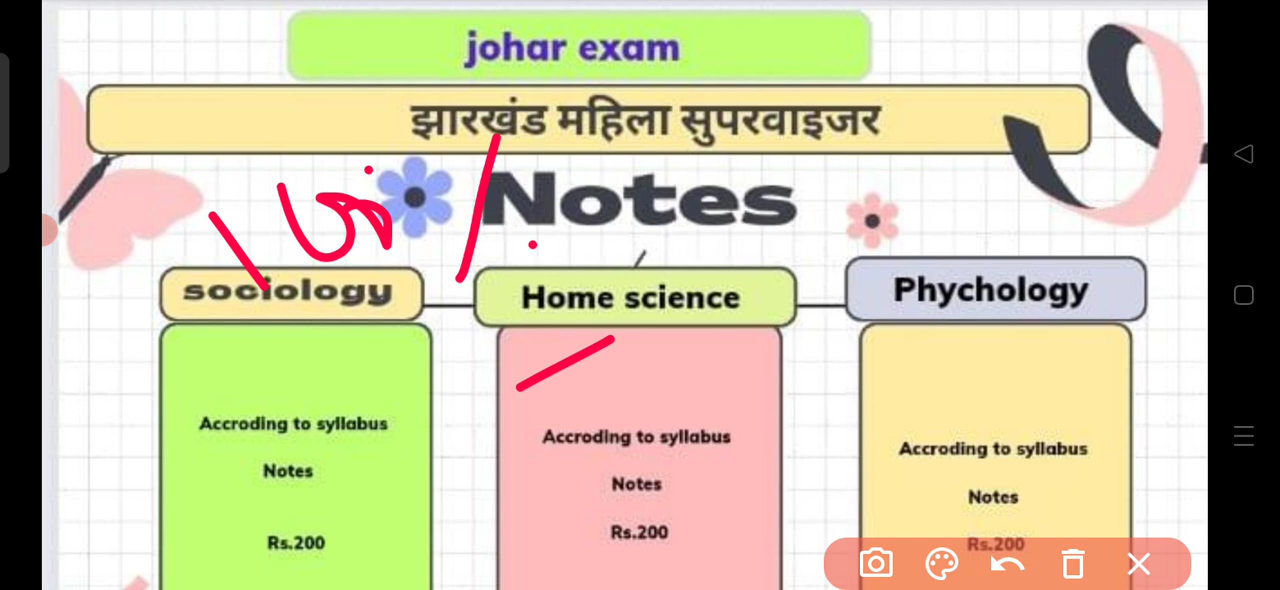 johar exam
झारखंड महिला सुपरवाइजर
Notes
sociology
Home science
Phychology
Accroding to syllabus
Notes
Rs.200
Accroding to syllabus
Notes
Rs.200
Accroding to syllabus
Notes
Rs.200